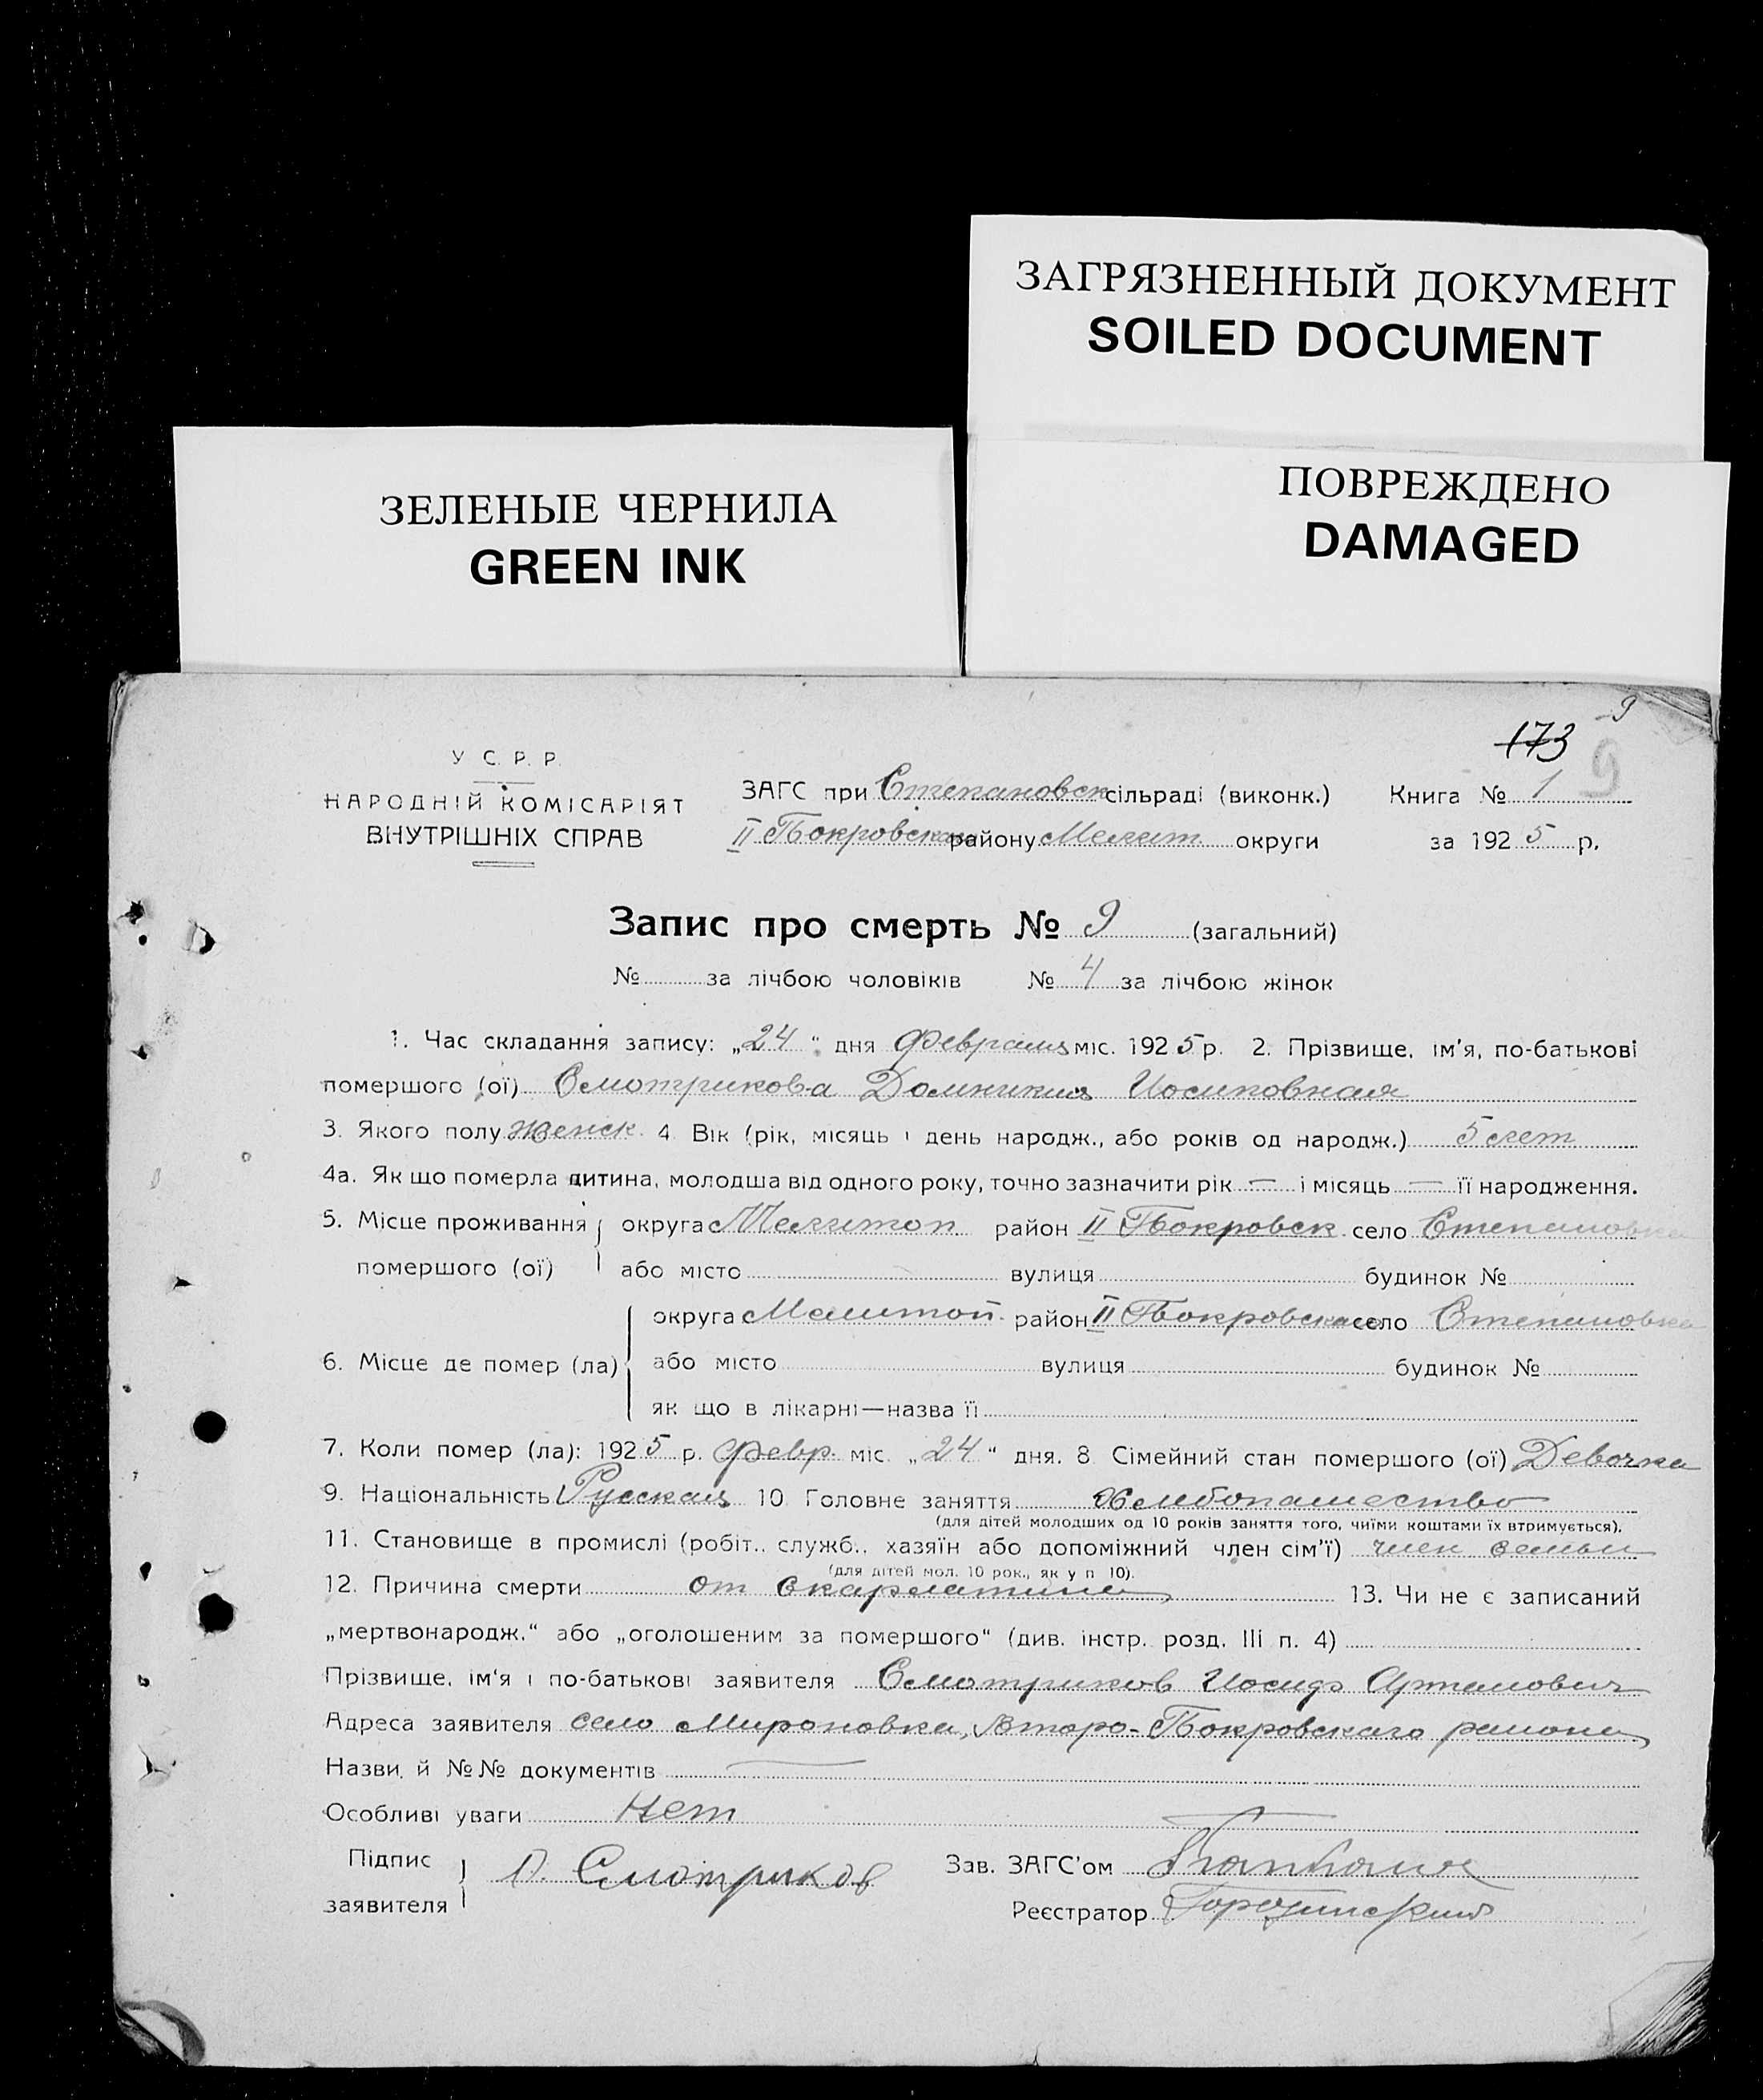 ЗАГРЯЗНЕННЫЙ ДОКУМЕНТ
SOILED DOCUMENT
ЗЕЛЕНЫЕ ЧЕРНИЛА
GREEN INK
ПОВРЕЖДЕНО
DAMAGED
9
173 9
У. С. Р. Р.
НАРОДНІЙ КОМІСАРІЯТ
ВНУТРІШНІХ СПРАВ
ЗАГС при Степановск сільраді (виконк.) Книга № 1
II Покровском району Мелит округи за 1925 р.
Запис про смерть № 9 (загальний)
№ за лічбою чоловіків № 4 за лічбою жінок
1. Час складання запису: „24“ дня Февраля міс. 1925 р. 2. Прізвище, ім'я, по-батькові
помершого (ої) Смотрикова Домникия Иосиповная
3. Якого полу женск. 4. Вік (рік, місяць і день народж., або років од народж.) 5 лет
4а. Як що померла дитина, молодша від одного року, точно зазначити рік — і місяць — її народження.
5. Місце проживання округа Мелитоп район II Покровск. село Степановка
помершого (ої) або місто вулиця будинок №
округа Мелитоп. район II Покровском село Степановка
6. Місце де помер (ла) або місто вулиця будинок №
як що в лікарні—назва її
7. Коли помер (ла): 1925 р. февр. міс. „24“ дня. 8. Сімейний стан помершого (ої) Девочка
9. Національність Русская 10. Головне заняття хлебопашество
(для дітей молодших од 10 років заняття того, чиїми коштами їх втримується).
11. Становище в промислі (робіт., служб., хазяїн або допоміжний член сім'ї) член семьи
(для дітей мол. 10 рок., як у п. 10).
12. Причина смерти от скарлатини 13. Чи не є записаний
„мертвонародж.“ або „оголошеним за помершого“ (див. інстр. розд. III п. 4)
Прізвище, ім'я і по-батькові заявителя Смотриков Иосиф Артамович
Адреса заявителя село Мироновка, Второ-Покровскаго района
Назви й №№ документів —
Особливі уваги Нет
Підпис
заявителя Смотриков Зав. ЗАГС'ом
Реєстратор